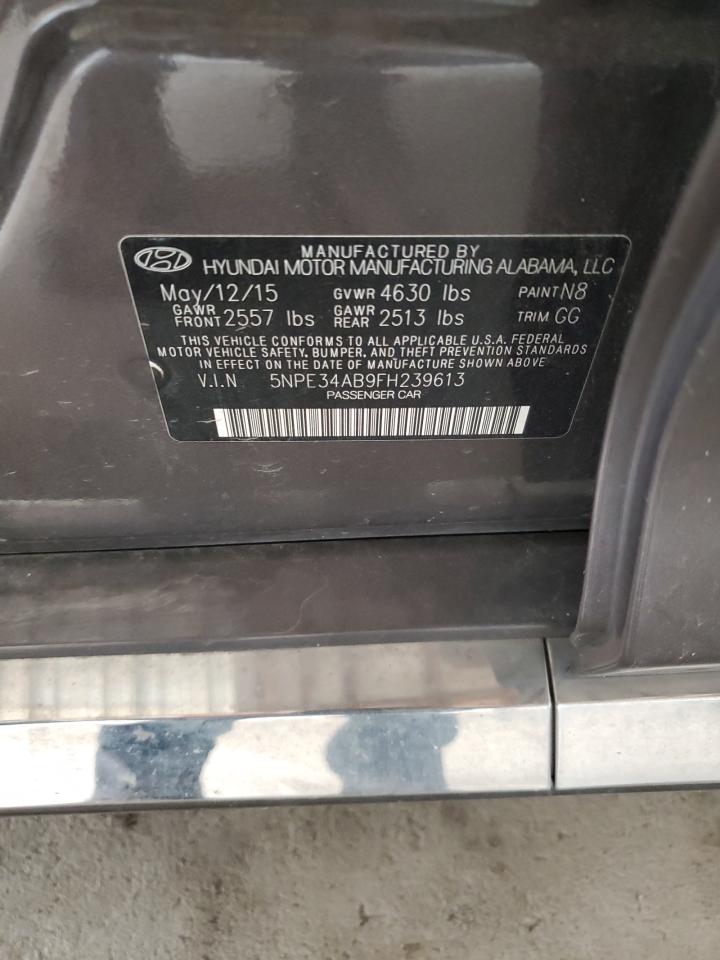 MANUFACTURED BY
HYUNDAI MOTOR MANUFACTURING ALABAMA, LLC
May/12/15 GVWR 4630 lbs PAINT N8
GAWR FRONT 2557 lbs GAWR REAR 2513 lbs TRIM GG
THIS VEHICLE CONFORMS TO ALL APPLICABLE U.S.A. FEDERAL
MOTOR VEHICLE SAFETY, BUMPER, AND THEFT PREVENTION STANDARDS
IN EFFECT ON THE DATE OF MANUFACTURE SHOWN ABOVE
V.I.N 5NPE34AB9FH239613
PASSENGER CAR